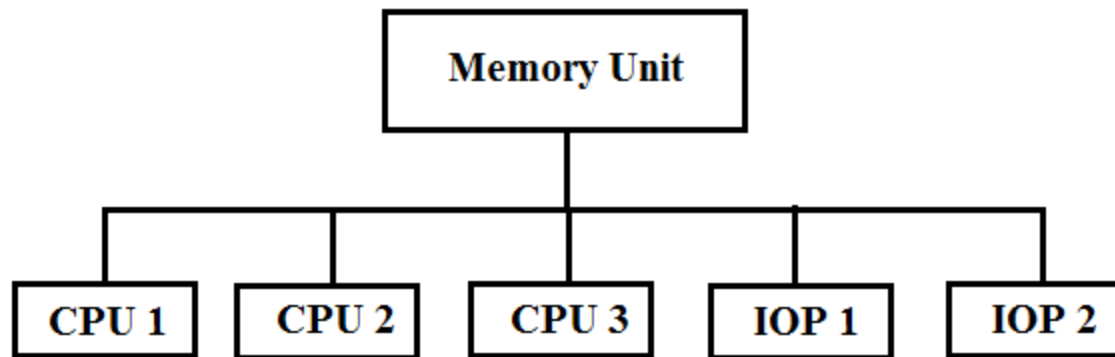 Memory Unit
CPU 1
CPU 2
CPU 3
IOP 1
IOP 2